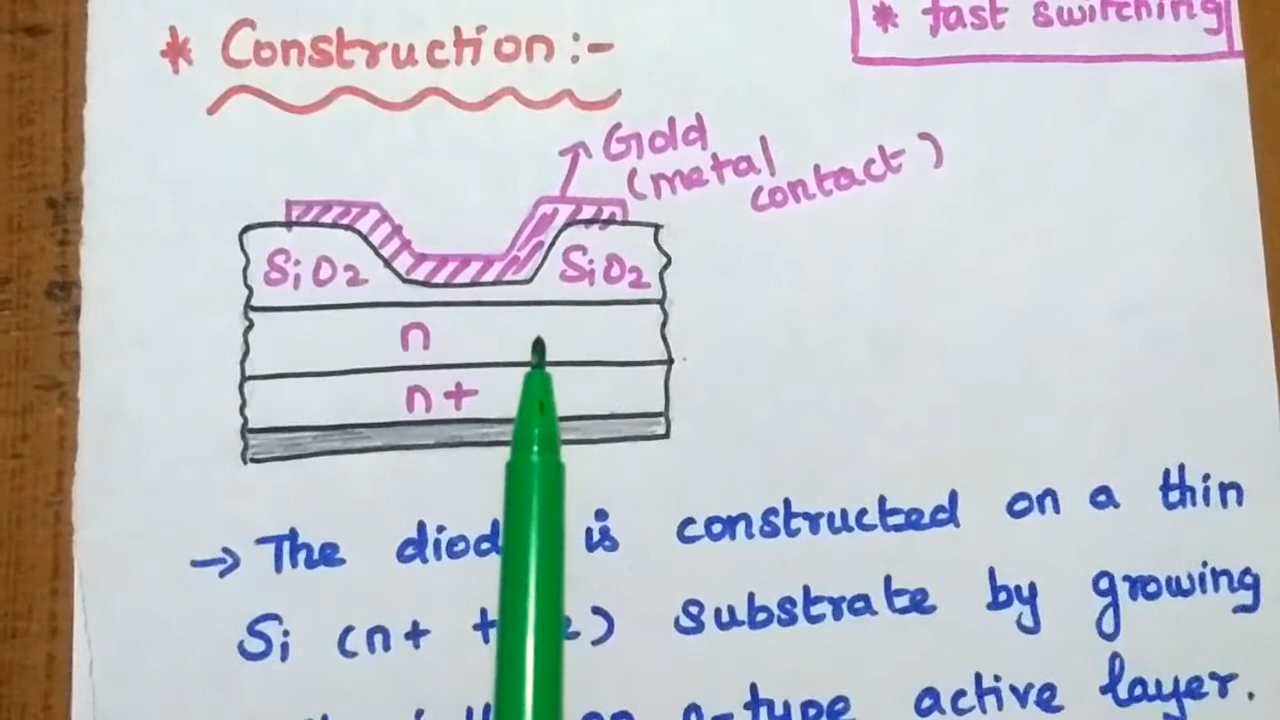 * fast switching
* Construction :-
Gold
(metal
contact)
SiO2 SiO2
n
n+
→ The diod is constructed on a thin
Si (n+ ) substrate by growing
n-type active layer.